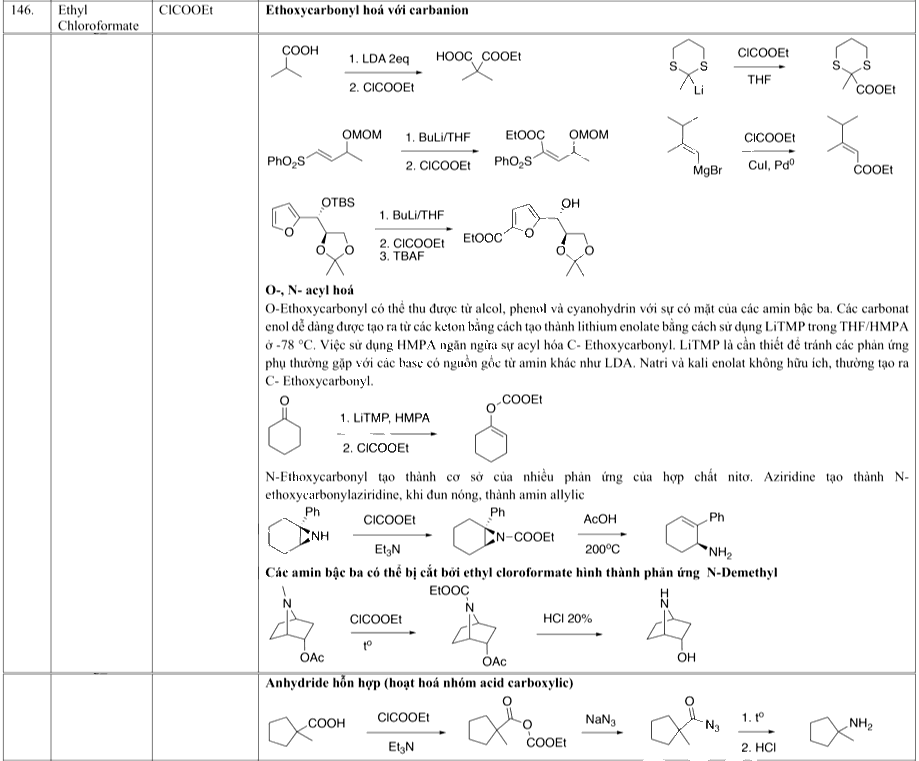 146. Ethyl Chloroformate ClCOOEt Ethoxycarbonyl hoá với carbanion
COOH 1. LDA 2eq HOOC COOEt
2. ClCOOEt
S S Li ClCOOEt S S
THF COOEt
OMOM 1. BuLi/THF EtOOC OMOM
PhO2S 2. ClCOOEt PhO2S
MgBr ClCOOEt
CuI, Pd⁰ COOEt
OTBS 1. BuLi/THF OH
O O O 2. ClCOOEt EtOOC O O O
3. TBAF
O-, N- acyl hoá
O-Ethoxycarbonyl có thể thu được từ alcol, phenol và cyanohydrin với sự có mặt của các amin bậc ba. Các carbonat
enol dễ dàng được tạo ra từ các keton bằng cách tạo thành lithium enolate bằng cách sử dụng LiTMP trong THF/HMPA
ở -78 °C. Việc sử dụng HMPA ngăn ngừa sự acyl hóa C- Ethoxycarbonyl. LiTMP là cần thiết để tránh các phản ứng
phụ thường gặp với các base có nguồn gốc từ amin khác như LDA. Natri và kali enolat không hữu ích, thường tạo ra
C- Ethoxycarbonyl.
O 1. LiTMP, HMPA O COOEt
2. ClCOOEt
N-Ethoxycarbonyl tạo thành cơ sở của nhiều phản ứng của hợp chất nitơ. Aziridine tạo thành N-
ethoxycarbonylaziridine, khi đun nóng, thành amin allylic
Ph NH ClCOOEt Ph N−COOEt AcOH Ph
Et3N 200⁰C NH2
Các amin bậc ba có thể bị cắt bởi ethyl cloroformate hình thành phản ứng N-Demethyl
N ClCOOEt EtOOC N HCl 20% H N
OAc t⁰ OAc OH
Anhydride hỗn hợp (hoạt hoá nhóm acid carboxylic)
COOH ClCOOEt O O NaN3 O N3 1. t⁰ NH2
Et3N COOEt 2. HCl